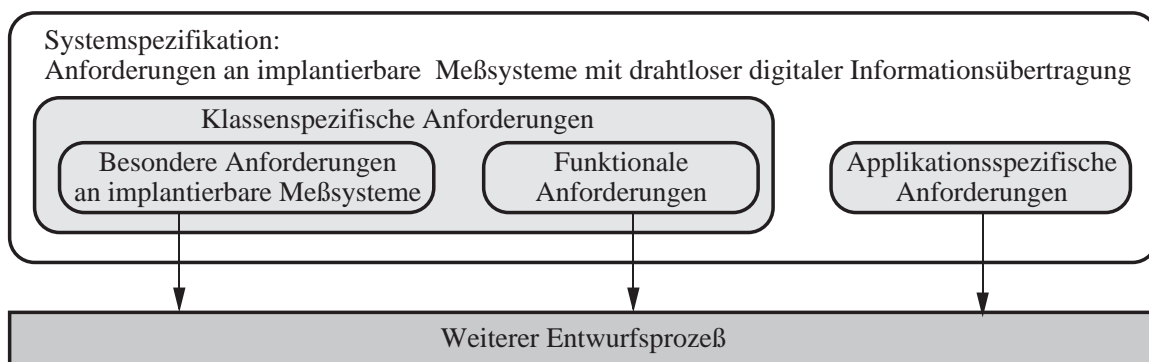 Systemspezifikation:
Anforderungen an implantierbare Meßsysteme mit drahtloser digitaler Informationsübertragung
Klassenspezifische Anforderungen
Besondere Anforderungen
an implantierbare Meßsysteme
Funktionale
Anforderungen
Applikationsspezifische
Anforderungen
Weiterer Entwurfsprozeß